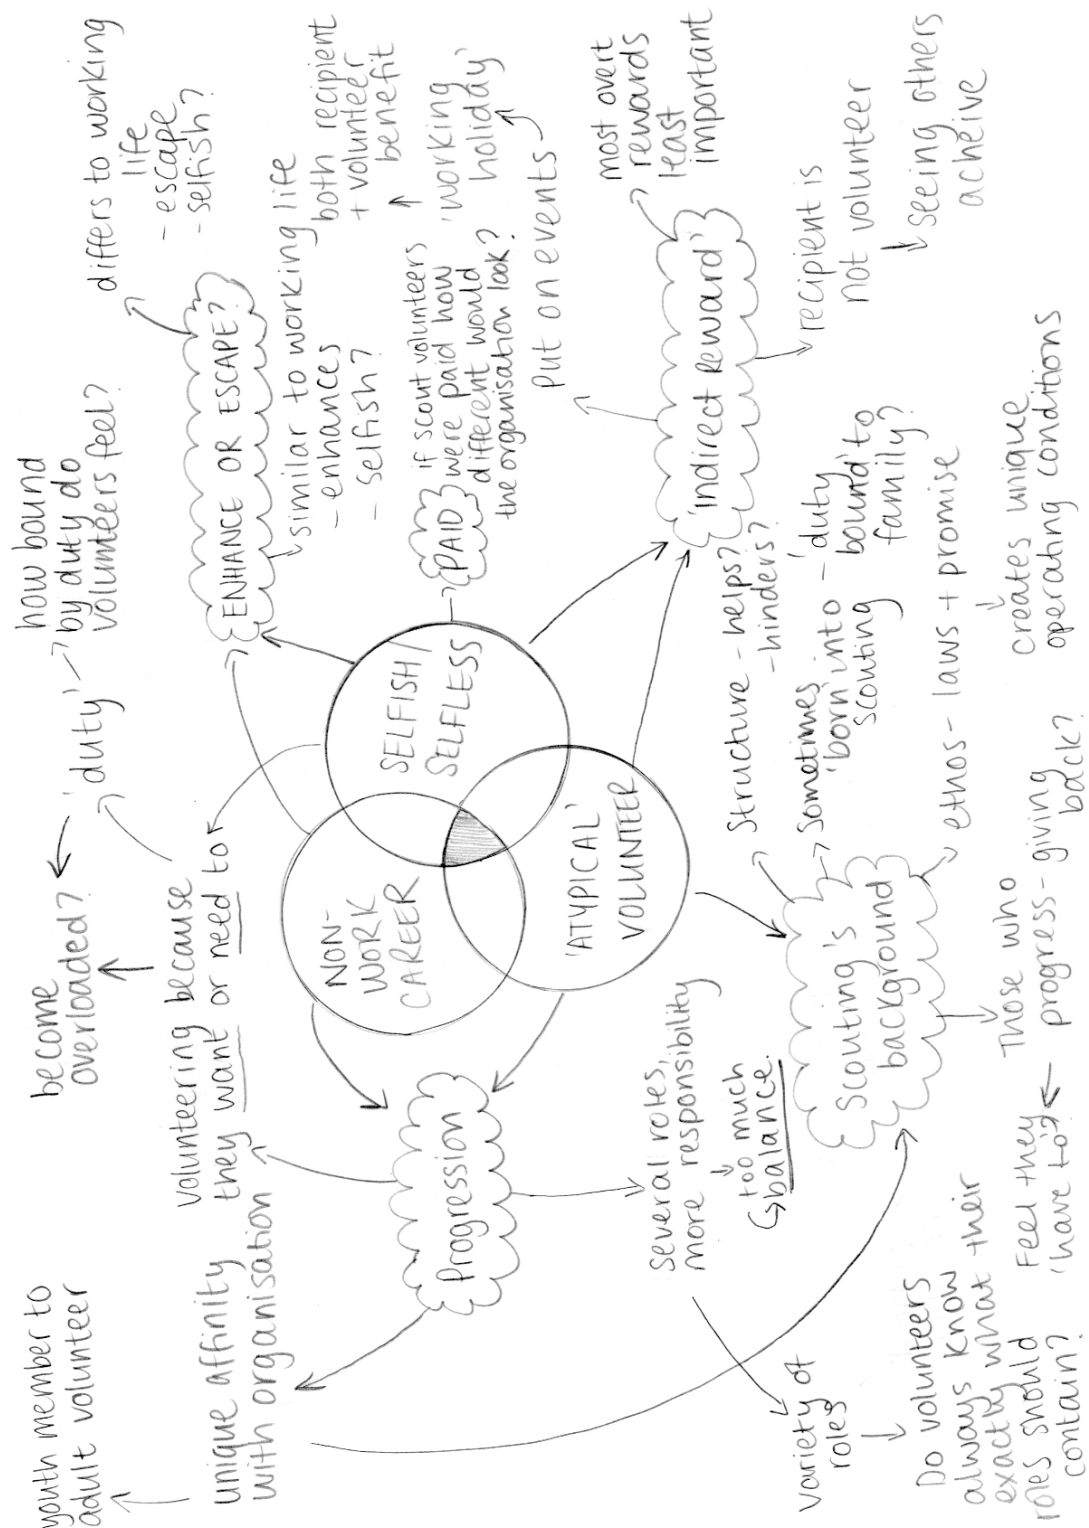 youth member to
adult volunteer
unique affinity
with organisation
become
overloaded?
volunteering because
they want or need to
'duty'
how bound
by duty do
volunteers feel?
ENHANCE OR ESCAPE?
differs to working
life
- escape
- selfish?
similar to working life
- enhances
- selfish?
both recipient
+ volunteer
benefit
PAID
if scout volunteers
were paid how
different would
the organisation look?
'working
holiday'
put on events
NON-
WORK
CAREER
SELFISH/
SELFLESS
'ATYPICAL'
VOLUNTEER
Progression
several roles,
more responsibility
too much
balance.
variety of
roles
Do volunteers
always know
exactly what their
roles should
contain?
'indirect reward'
most overt
rewards
least
important
recipient is
not volunteer
seeing others
acheive
Scouting's
background
Structure - helps?
- hinders?
Sometimes
'born into
scouting
- 'duty
bound' to
family?
ethos - laws + promise
creates unique
operating conditions
Those who
progress - giving
back?
Feel they
'have to'?